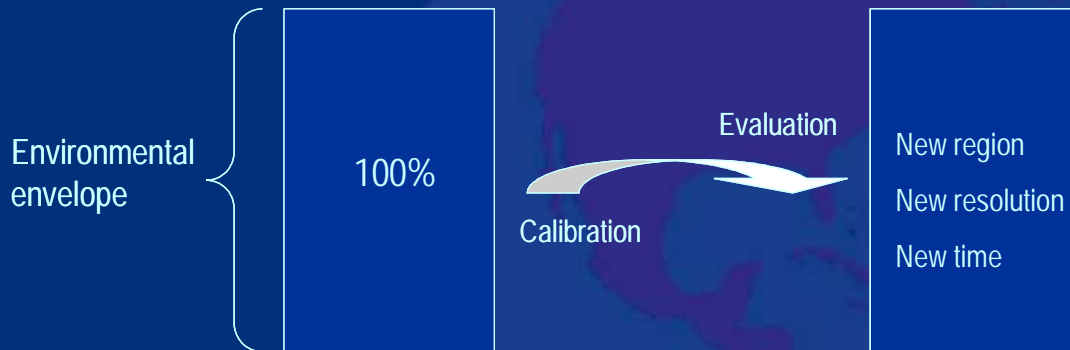 Environmental
envelope
100%
Calibration
Evaluation
New region
New resolution
New time